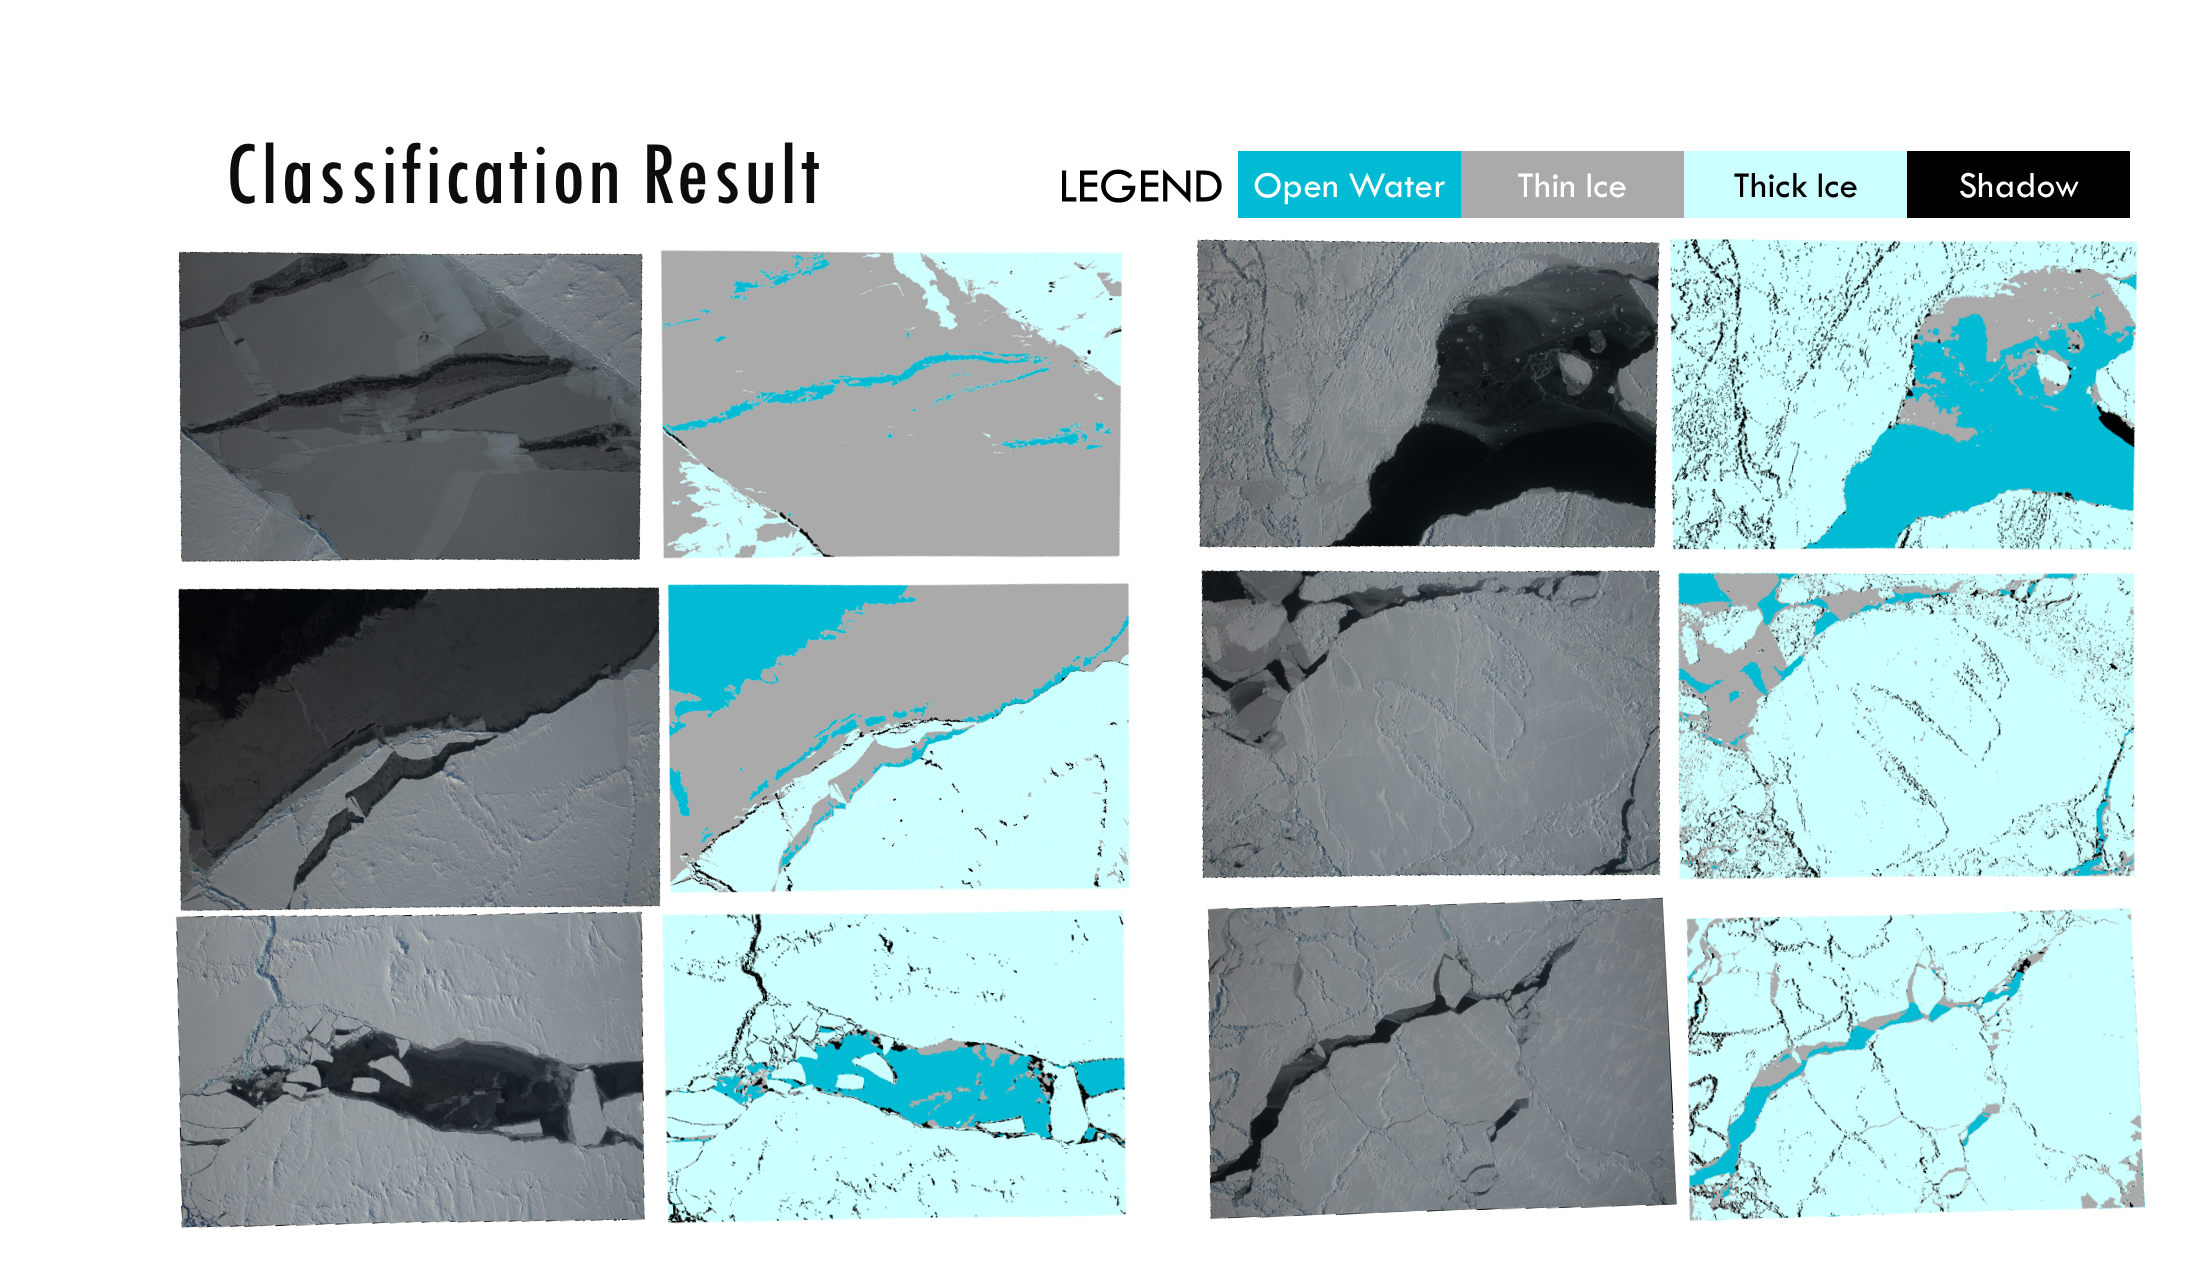 Classification Result
LEGEND Open Water Thin Ice Thick Ice Shadow